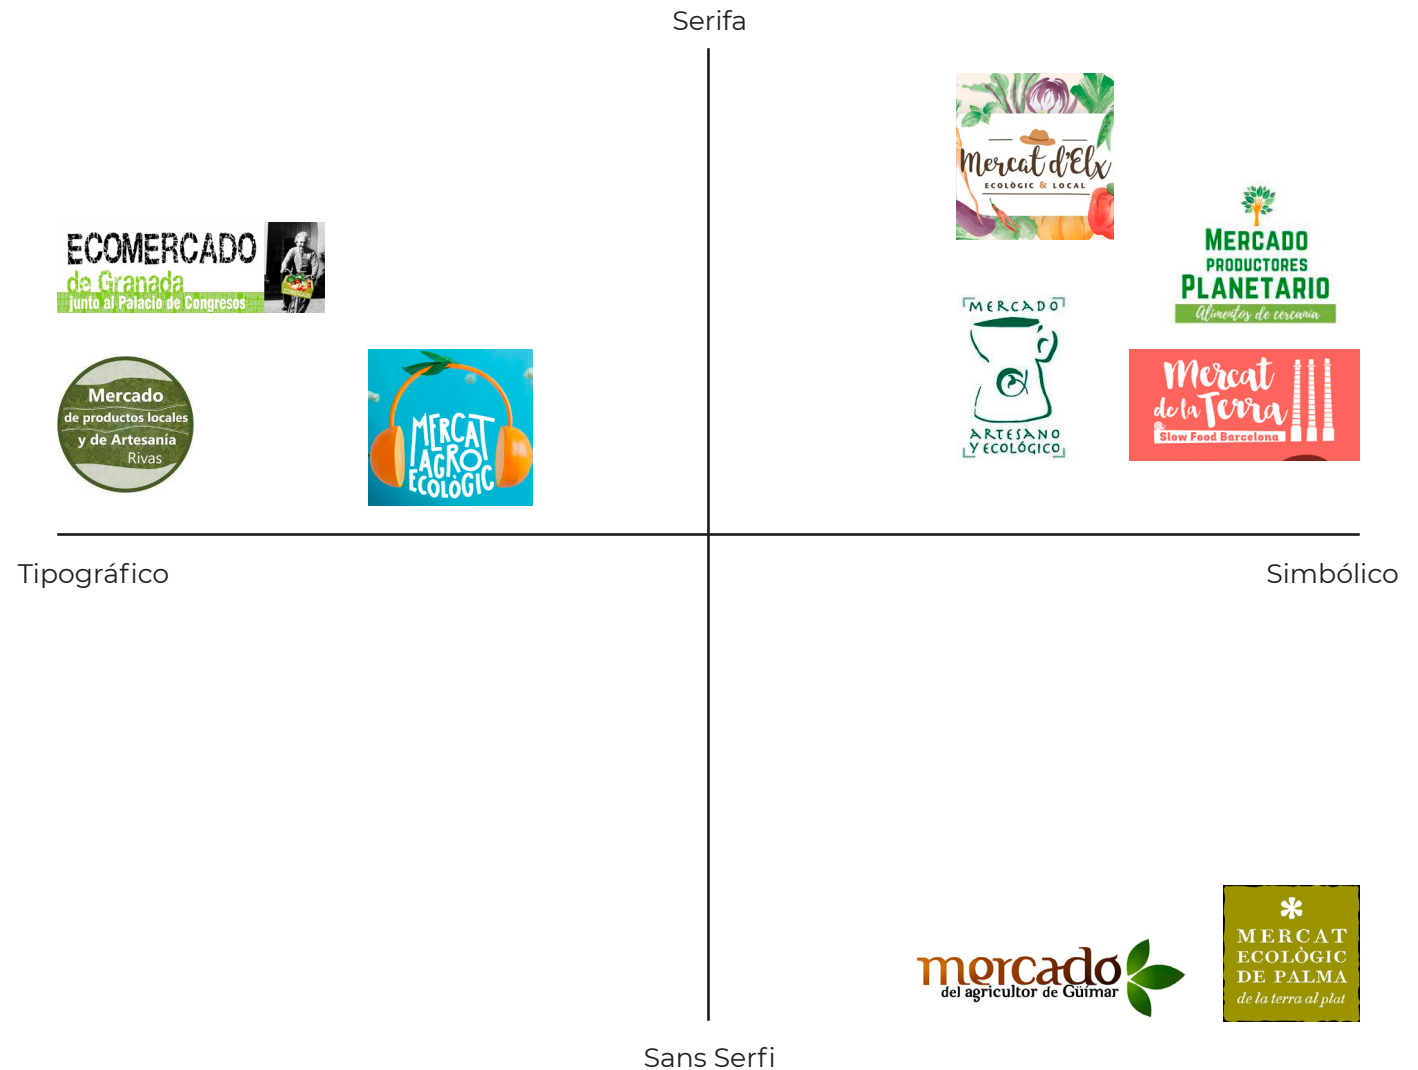 Serifa
Mercat d'Elx
ECOLÒGIC & LOCAL
ECOMERCADO
de Granada
junto al Palacio de Congresos
MERCADO
PRODUCTORES
PLANETARIO
Alimentos de cercanía
MERCADO
ARTESANO
Y ECOLÓGICO
Mercado
de productos locales
y de Artesanía
Rivas
MERCAT
AGRO
ECOLÒGIC
Mercat
de la Terra
Slow Food Barcelona
Tipográfico
Simbólico
mercado
del agricultor de Güímar
MERCAT
ECOLÒGIC
DE PALMA
de la terra al plat
Sans Serfi